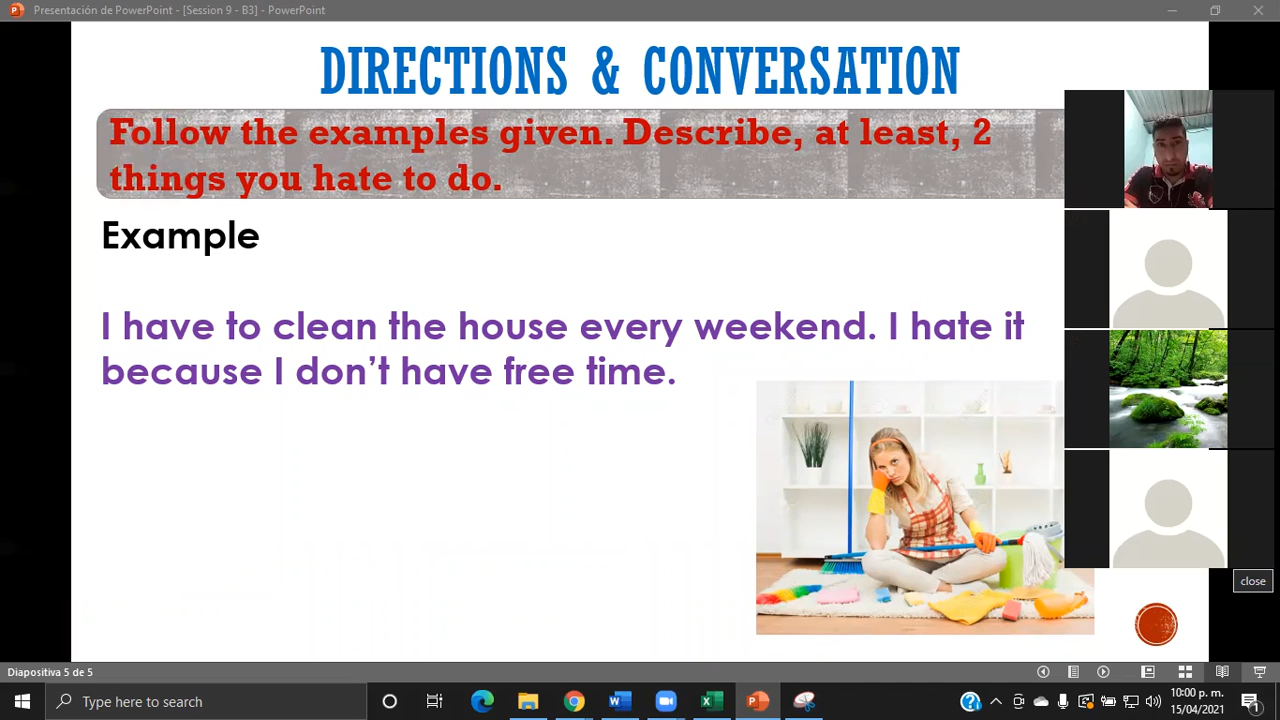 Presentación de PowerPoint - [Session 9 - B3] - PowerPoint
DIRECTIONS & CONVERSATION
Follow the examples given. Describe, at least, 2
things you hate to do.
Example
I have to clean the house every weekend. I hate it
because I don't have free time.
close
Diapositiva 5 de 5
Type here to search
10:00 p. m.
15/04/2021
1